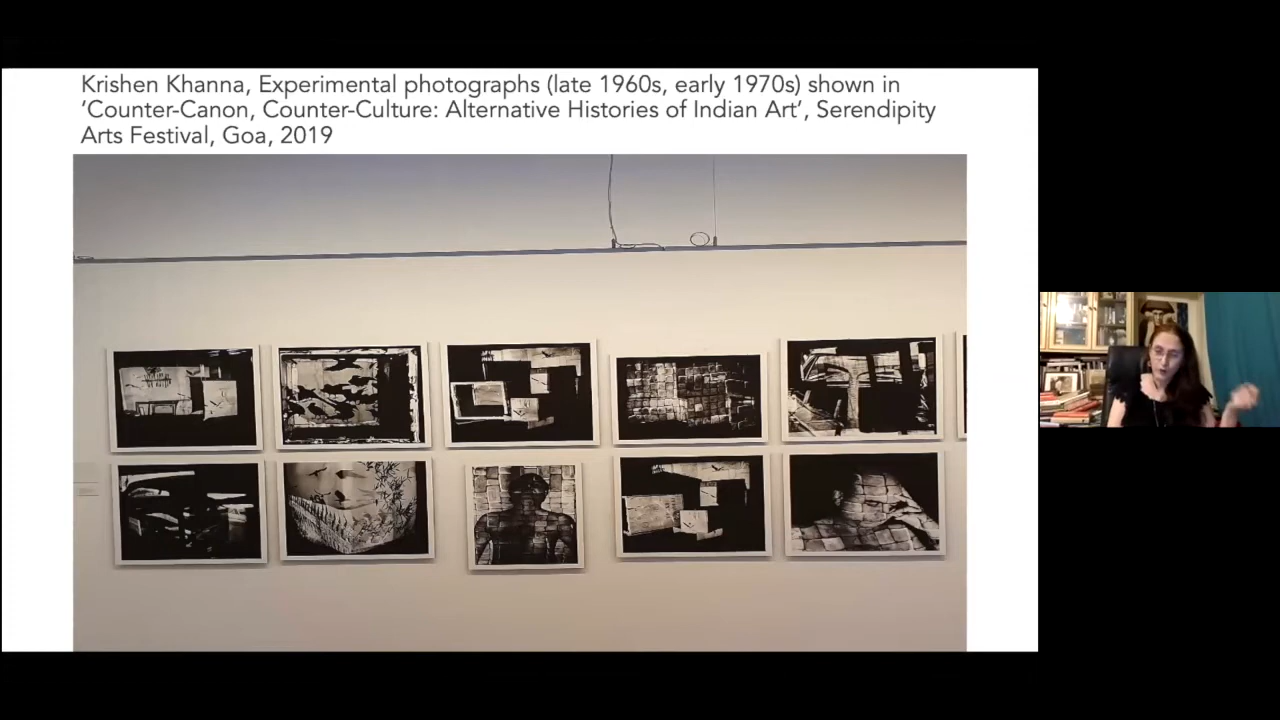 Krishen Khanna, Experimental photographs (late 1960s, early 1970s) shown in
‘Counter-Canon, Counter-Culture: Alternative Histories of Indian Art’, Serendipity
Arts Festival, Goa, 2019